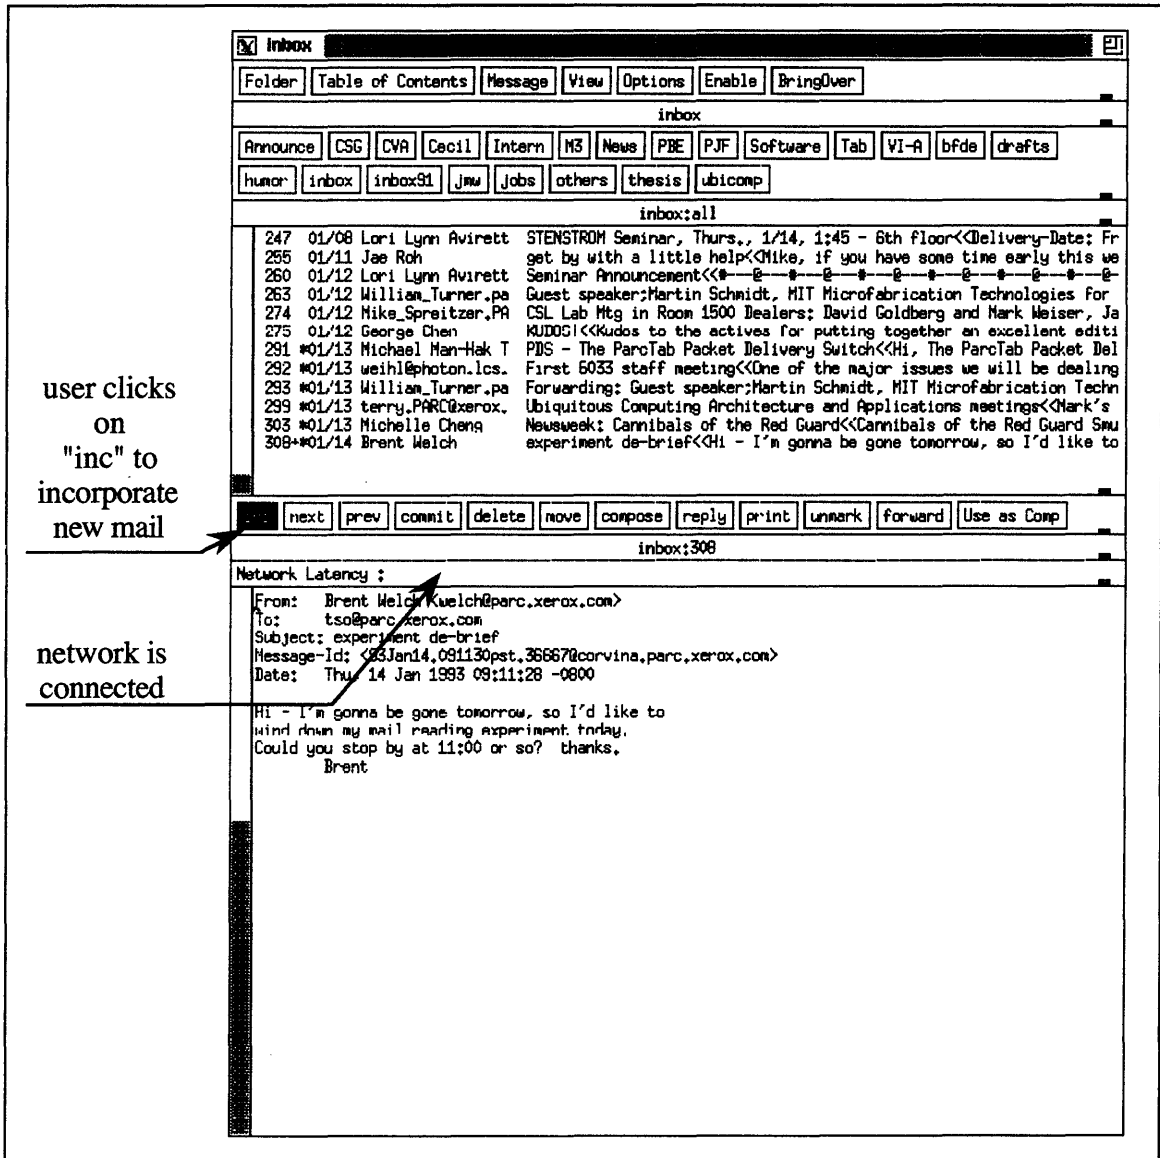 Inbox
Folder Table of Contents Message View Options Enable BringOver
inbox
Announce CSG CVA Cecil Intern M3 News PBE PJF Software Tab VI-A bfde drafts
humor inbox inbox91 jmw jobs others thesis ubicomp
inbox:all
247 01/08 Lori Lynn Avirett STENSTROM Seminar, Thurs., 1/14, 1:45 - 6th floor<<Delivery-Date: Fr
255 01/11 Jae Roh get by with a little help<<Mike, if you have some time early this we
260 01/12 Lori Lynn Avirett Seminar Announcement<<*---@---*---@---*---@---*---@---*---@---*---@-
263 01/12 William_Turner.pa Guest speaker:Martin Schmidt, MIT Microfabrication Technologies for
274 01/12 Mike_Spreitzer.PA CSL Lab Mtg in Room 1500 Dealers: David Goldberg and Mark Weiser, Ja
275 01/12 George Chen KUDOS!<<Kudos to the actives for putting together an excellent editi
291 *01/13 Michael Man-Hak T PDS - The ParcTab Packet Delivery Switch<<Hi, The ParcTab Packet Del
292 *01/13 weihl@photon.lcs. First 6033 staff meeting<<One of the major issues we will be dealing
293 *01/13 William_Turner.pa Forwarding: Guest speaker:Martin Schmidt, MIT Microfabrication Techn
299 *01/13 terry.PARC@xerox. Ubiquitous Computing Architecture and Applications meetings<<Mark's
303 *01/13 Michelle Cheng Newsweek: Cannibals of the Red Guard<<Cannibals of the Red Guard Smu
308+*01/14 Brent Welch experiment de-brief<<Hi - I'm gonna be gone tomorrow, so I'd like to
user clicks
on
"inc" to
incorporate
new mail
next prev commit delete move compose reply print unmark forward Use as Comp
inbox:308
Network Latency :
From: Brent Welch <welch@parc.xerox.com>
To: tso@parc.xerox.com
Subject: experiment de-brief
Message-Id: <93Jan14.091130pst.36667@corvina.parc.xerox.com>
Date: Thu, 14 Jan 1993 09:11:28 -0800
network is
connected
Hi - I'm gonna be gone tomorrow, so I'd like to
wind down my mail reading experiment today.
Could you stop by at 11:00 or so? thanks.
Brent